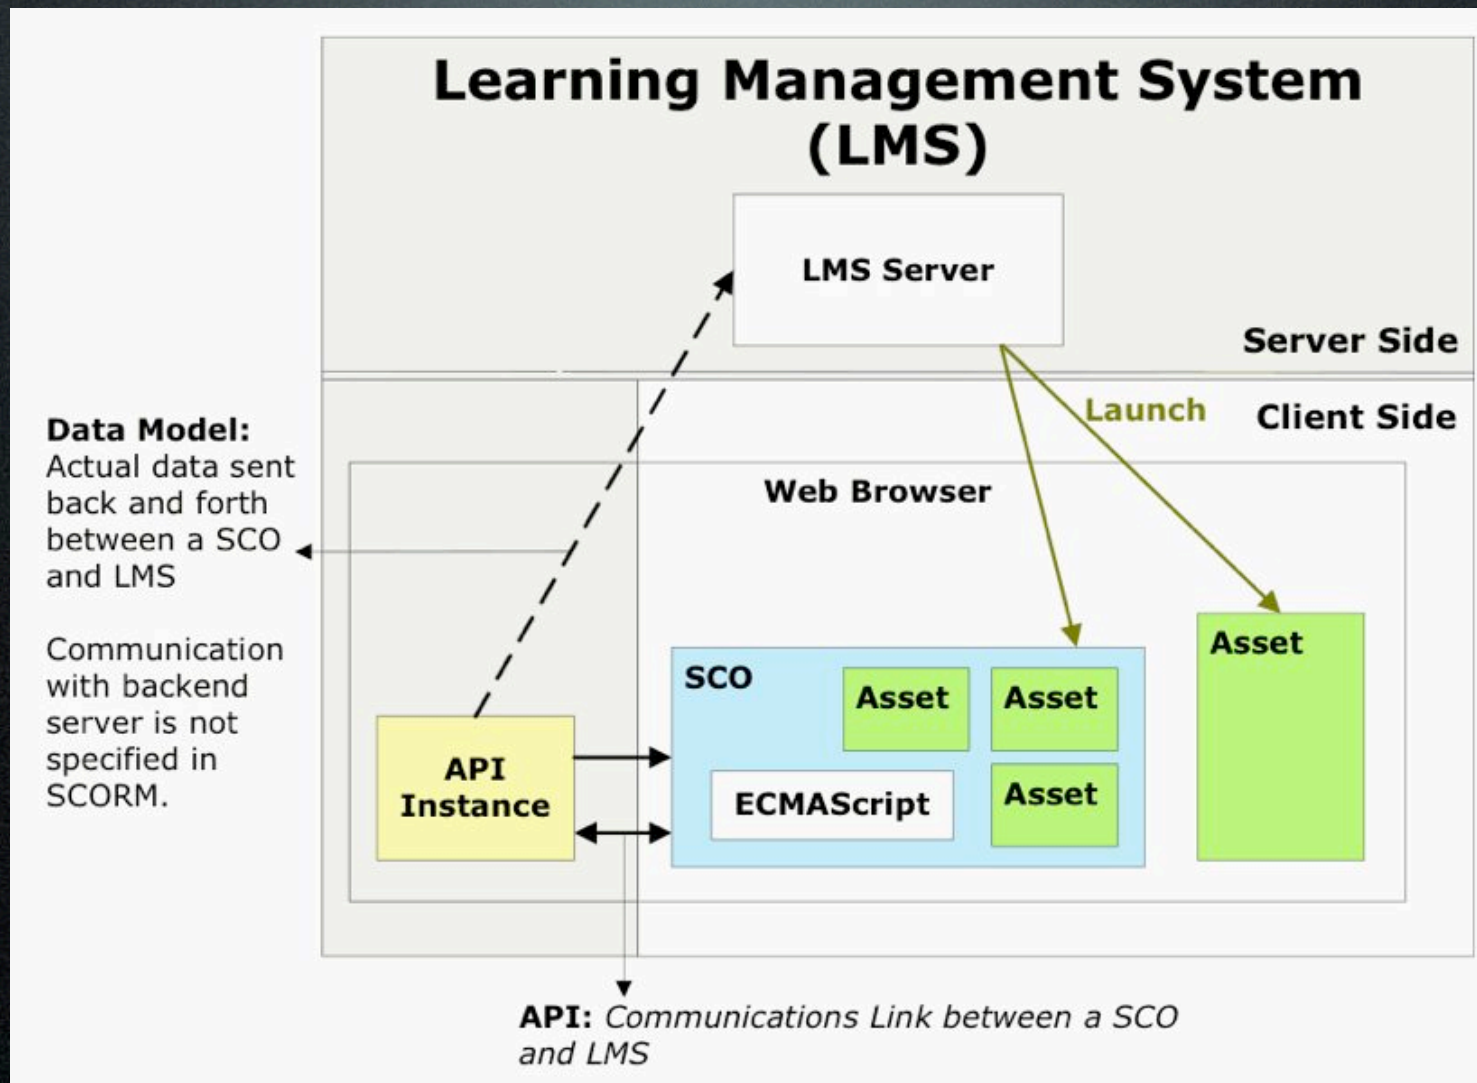 Learning Management System
(LMS)
LMS Server
Server Side
Launch
Client Side
Data Model:
Actual data sent
back and forth
between a SCO
and LMS
Communication
with backend
server is not
specified in
SCORM.
Web Browser
API
Instance
SCO
Asset
Asset
ECMAScript
Asset
Asset
API: Communications Link between a SCO
and LMS